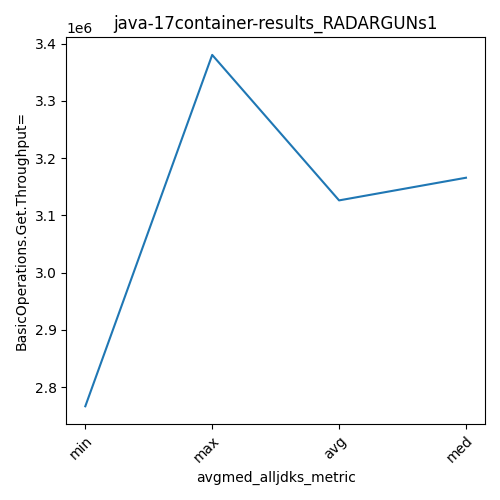 java-17container-results_RADARGUNs1
1e6
3.4
3.3
3.2
3.1
3.0
2.9
2.8
BasicOperations.Get.Throughput=
min
max
avg
med
avgmed_alljdks_metric